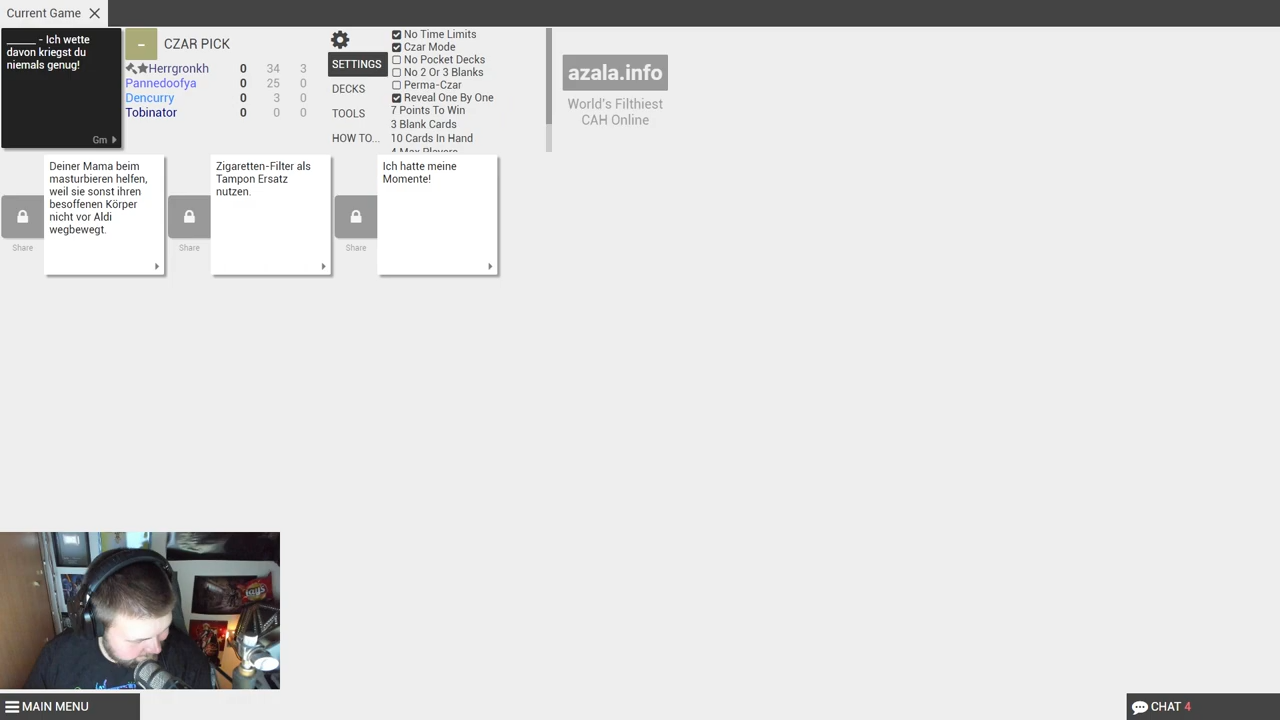 Current Game
_____ - Ich wette
davon kriegst du
niemals genug!
Gm
–
CZAR PICK
Herrgronkh 0 34 3
Pannedoofya 0 25 0
Dencurry 0 3 0
Tobinator 0 0 0
SETTINGS
DECKS
TOOLS
HOW TO...
No Time Limits
Czar Mode
No Pocket Decks
No 2 Or 3 Blanks
Perma-Czar
Reveal One By One
7 Points To Win
3 Blank Cards
10 Cards In Hand
4 Max Players
azala.info
World's Filthiest
CAH Online
Share
Deiner Mama beim
masturbieren helfen,
weil sie sonst ihren
besoffenen Körper
nicht vor Aldi
wegbewegt.
Share
Zigaretten-Filter als
Tampon Ersatz
nutzen.
Share
Ich hatte meine
Momente!
Lay's
MAIN MENU
CHAT 4